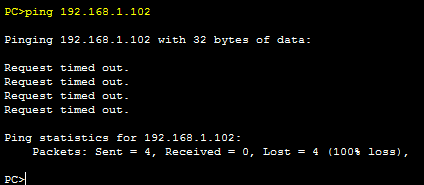 PC>ping 192.168.1.102
Pinging 192.168.1.102 with 32 bytes of data:
Request timed out.
Request timed out.
Request timed out.
Request timed out.
Ping statistics for 192.168.1.102:
    Packets: Sent = 4, Received = 0, Lost = 4 (100% loss),
PC>